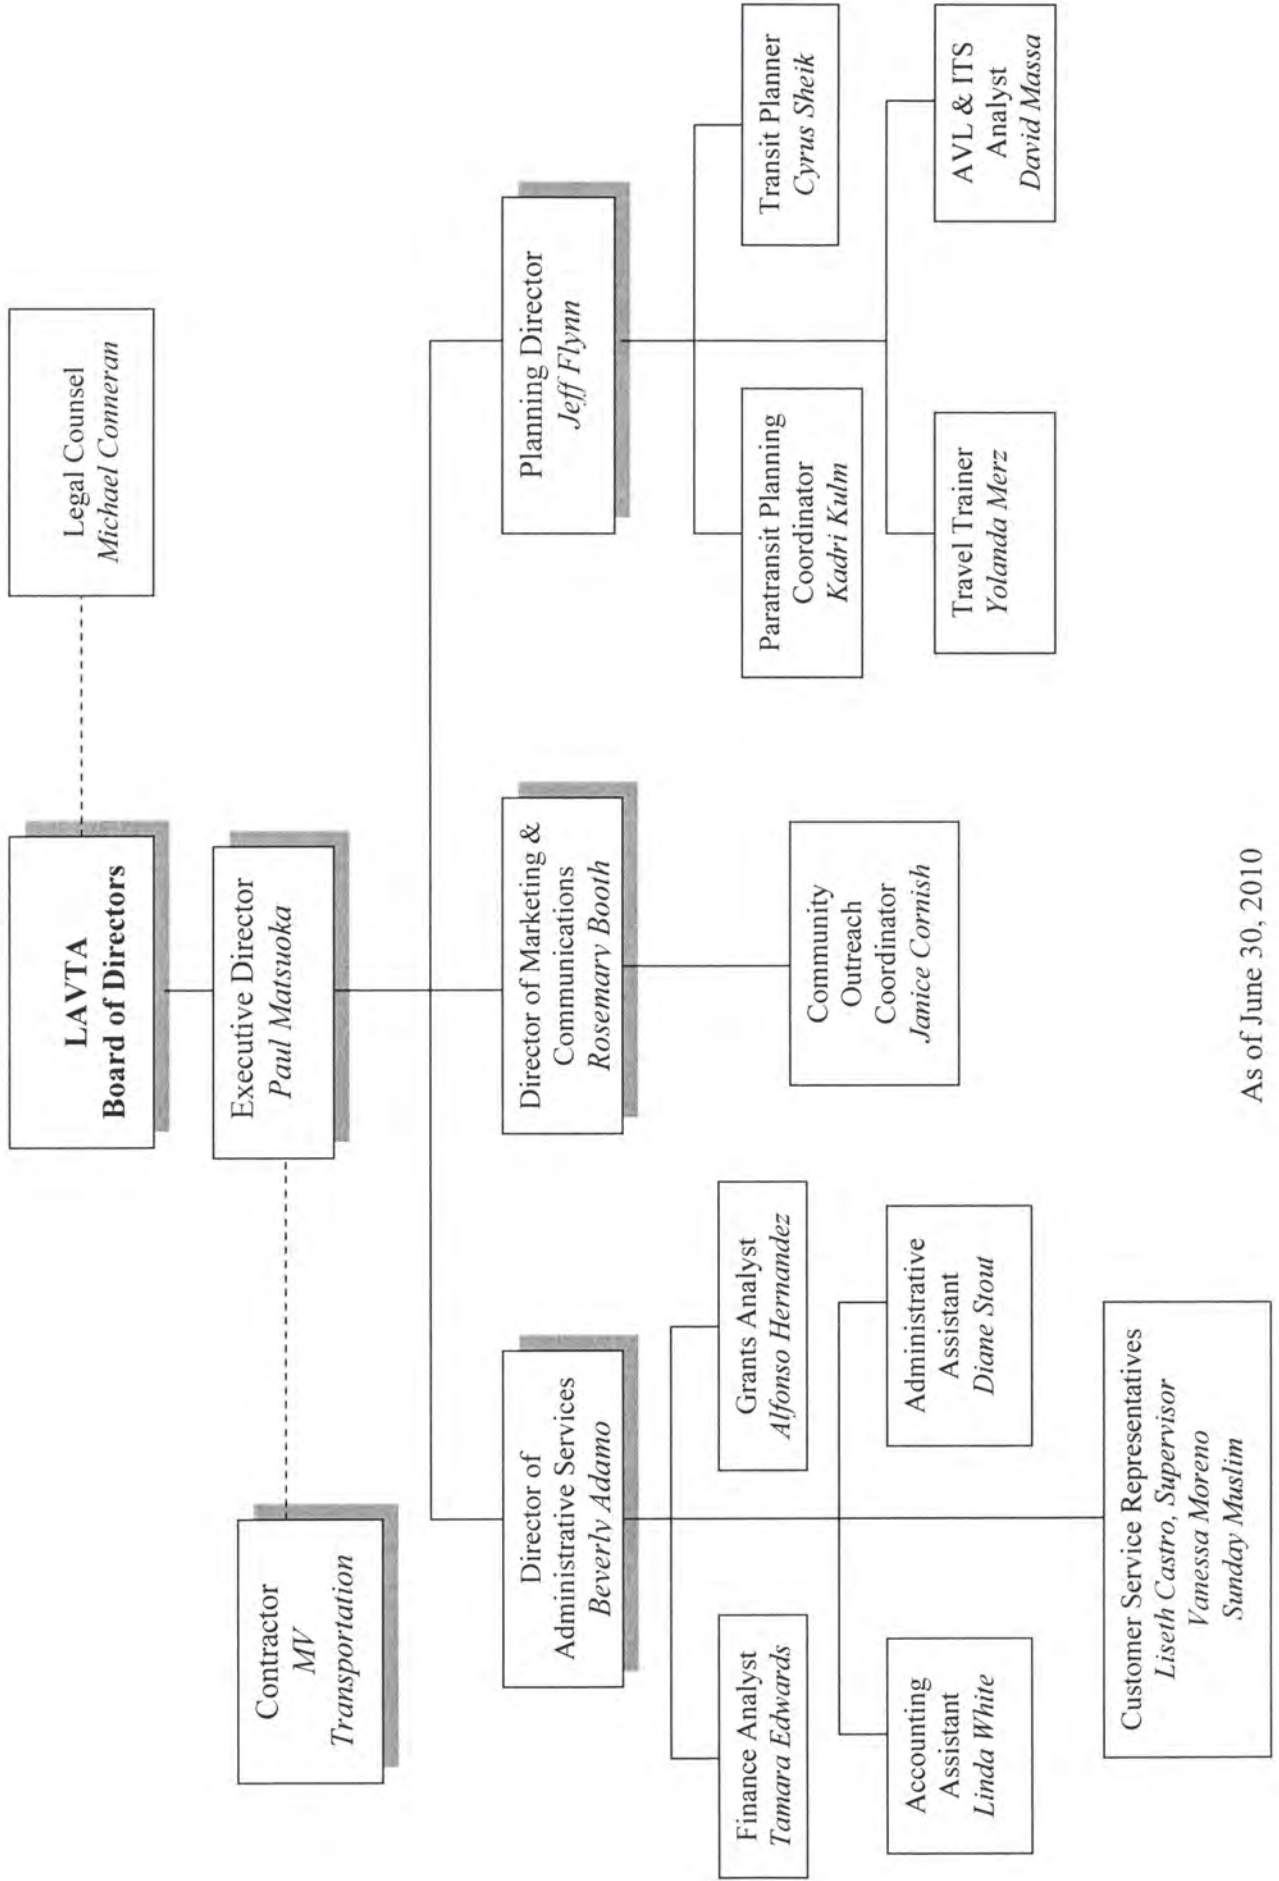 LAVTA
Board of Directors
Legal Counsel
Michael Conneran
Executive Director
Paul Matsuoka
Contractor
MV
Transportation
Director of
Administrative Services
Beverly Adamo
Director of Marketing &
Communications
Rosemary Booth
Planning Director
Jeff Flynn
Finance Analyst
Tamara Edwards
Grants Analyst
Alfonso Hernandez
Accounting
Assistant
Linda White
Administrative
Assistant
Diane Stout
Customer Service Representatives
Liseth Castro, Supervisor
Vanessa Moreno
Sunday Muslim
Community
Outreach
Coordinator
Janice Cornish
Paratransit Planning
Coordinator
Kadri Kulm
Transit Planner
Cyrus Sheik
Travel Trainer
Yolanda Merz
AVL & ITS
Analyst
David Massa
As of June 30, 2010